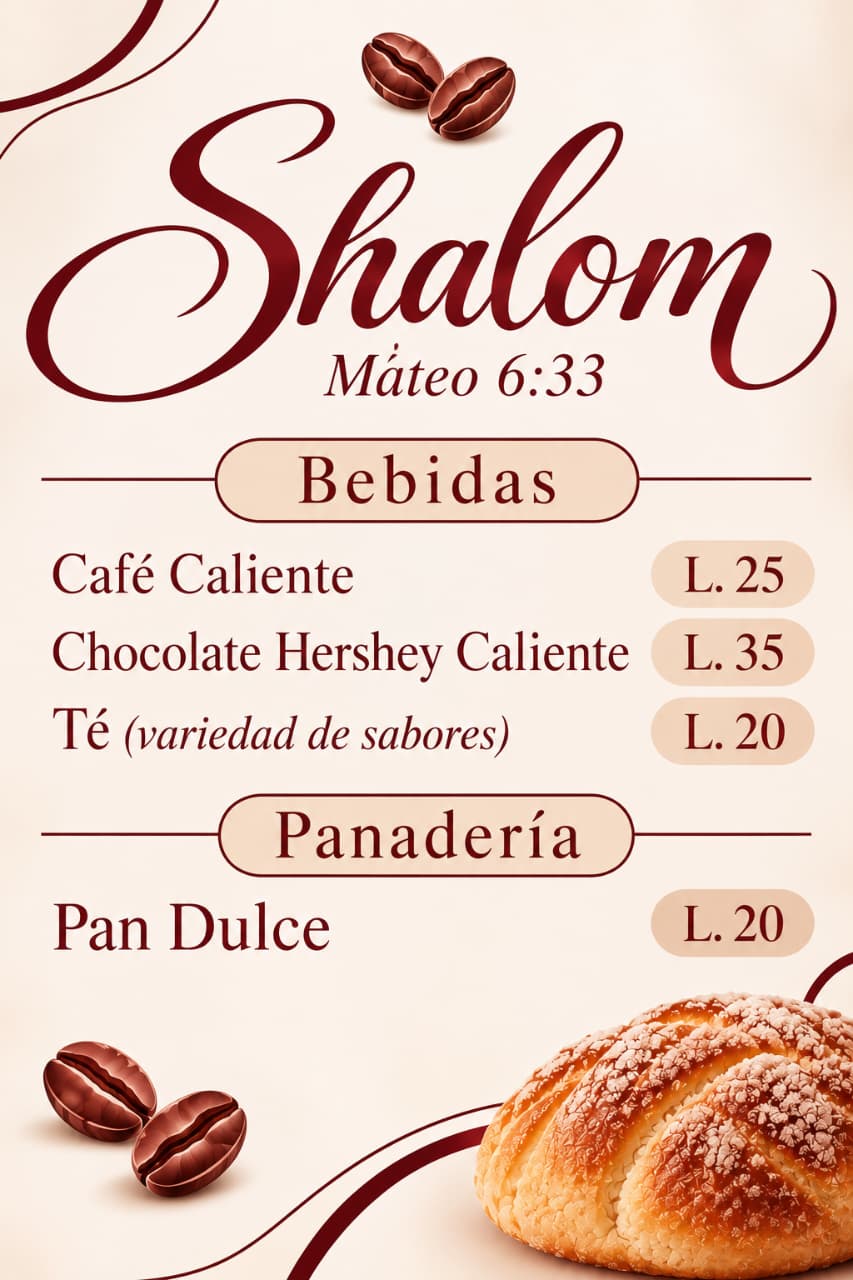 Shalom
Máteo 6:33
Bebidas
Café Caliente L. 25
Chocolate Hershey Caliente L. 35
Té (variedad de sabores) L. 20
Panadería
Pan Dulce L. 20